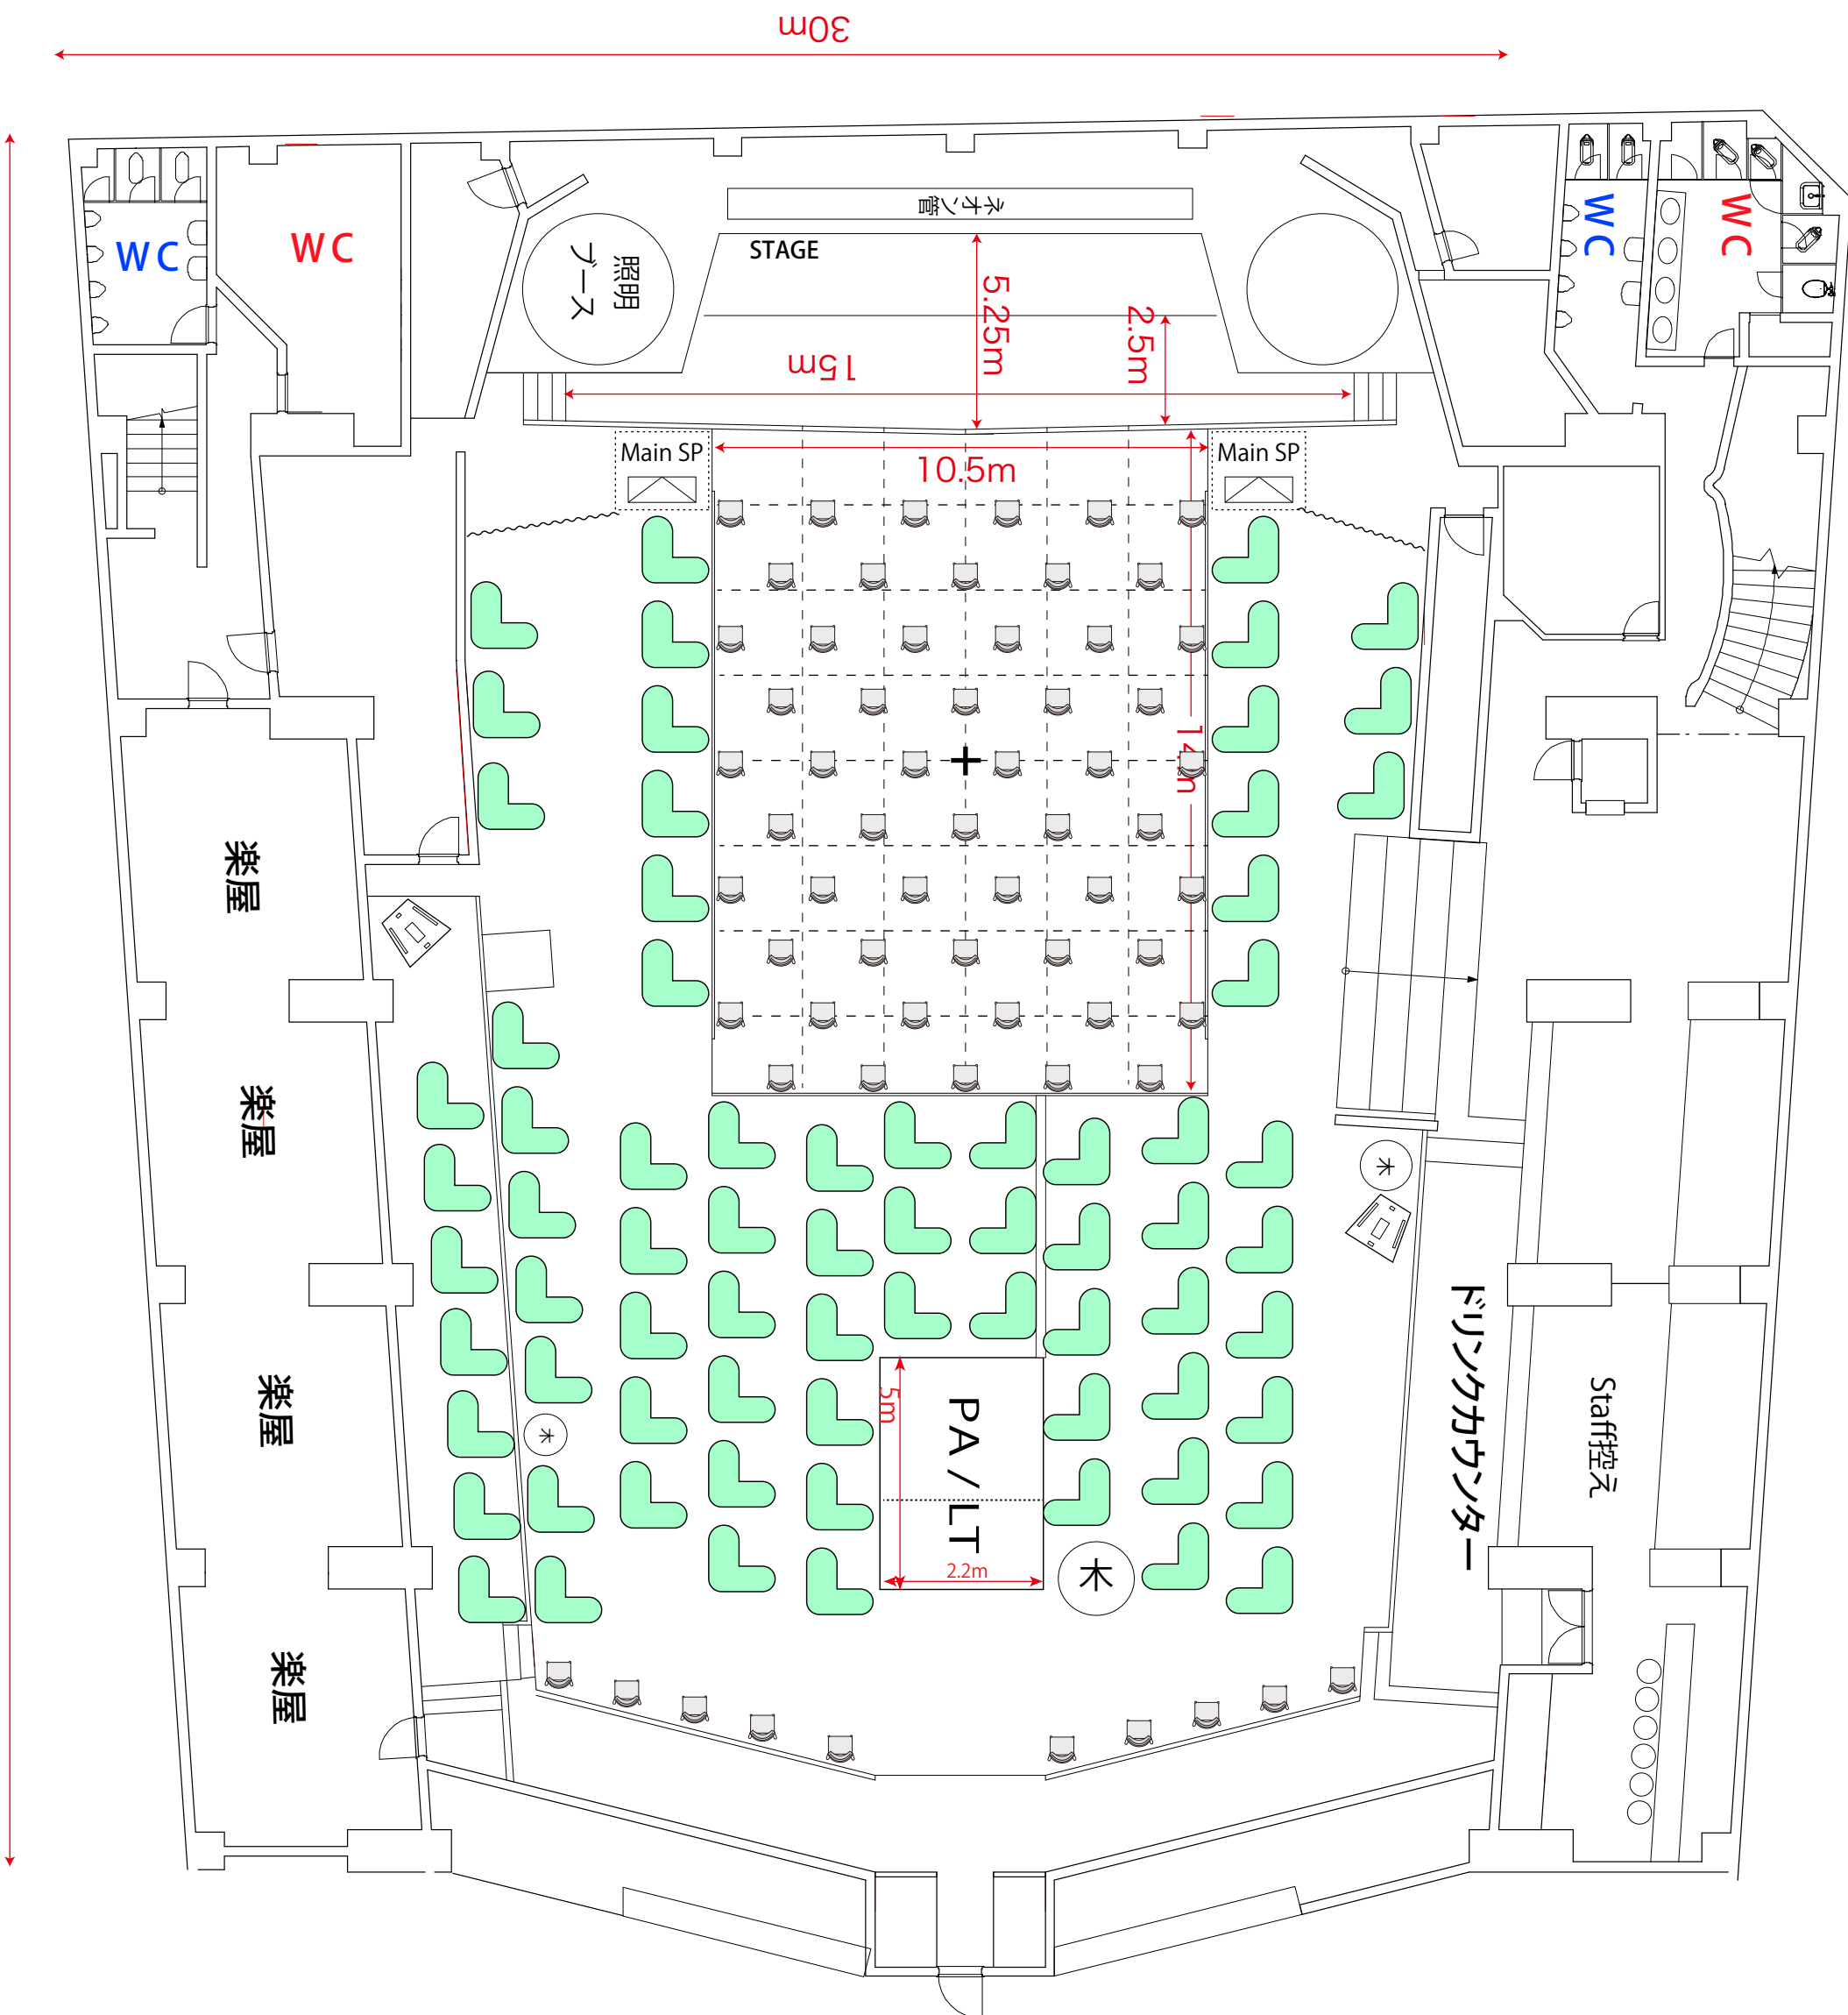 30m
ネオン管
STAGE
照明
ブース
WC
WC
WC
WC
5.25m
2.5m
15m
Main SP
Main SP
10.5m
14m
楽屋
楽屋
楽屋
楽屋
木
木
木
5m
PA/LT
2.2m
ドリンクカウンター
Staff控え